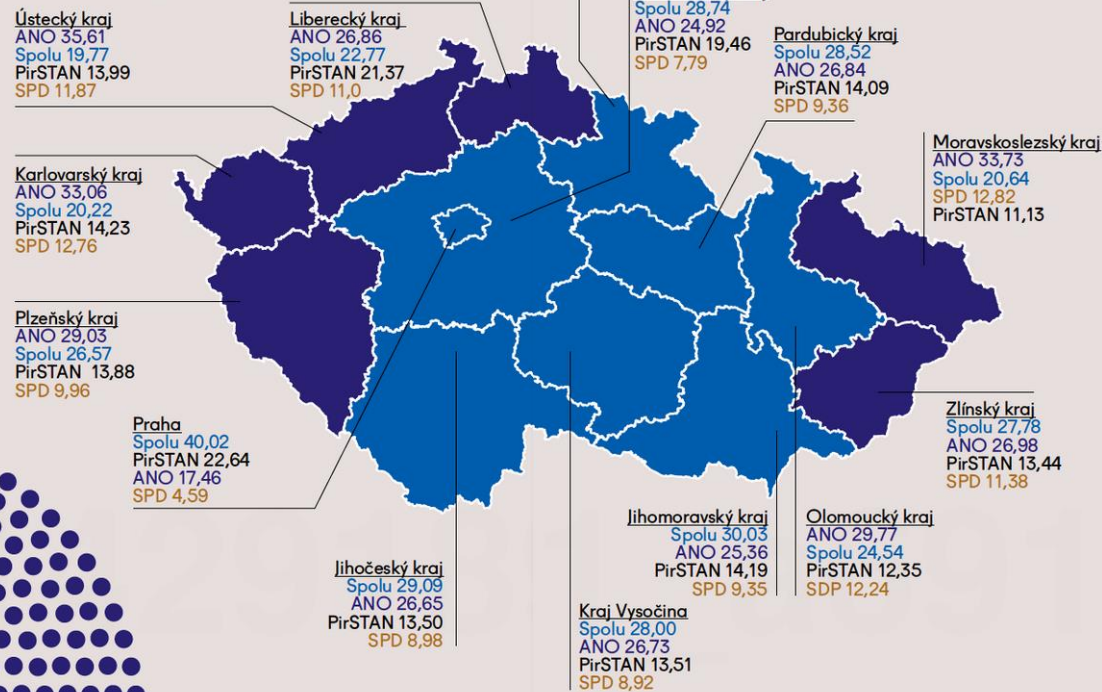 Ústecký kraj
ANO 35,61
Spolu 19,77
PirSTAN 13,99
SPD 11,87
Liberecký kraj
ANO 26,86
Spolu 22,77
PirSTAN 21,37
SPD 11,0
Spolu 28,74
ANO 24,92
PirSTAN 19,46
SPD 7,79
Pardubický kraj
Spolu 28,52
ANO 26,84
PirSTAN 14,09
SPD 9,36
Moravskoslezský kraj
ANO 33,73
Spolu 20,64
SPD 12,82
PirSTAN 11,13
Karlovarský kraj
ANO 33,06
Spolu 20,22
PirSTAN 14,23
SPD 12,76
Plzeňský kraj
ANO 29,03
Spolu 26,57
PirSTAN 13,88
SPD 9,96
Praha
Spolu 40,02
PirSTAN 22,64
ANO 17,46
SPD 4,59
Zlínský kraj
Spolu 27,78
ANO 26,98
PirSTAN 13,44
SPD 11,38
Jihočeský kraj
Spolu 29,09
ANO 26,65
PirSTAN 13,50
SPD 8,98
Kraj Vysočina
Spolu 28,00
ANO 26,73
PirSTAN 13,51
SPD 8,92
Jihomoravský kraj
Spolu 30,03
ANO 25,36
PirSTAN 14,19
SPD 9,35
Olomoucký kraj
ANO 29,77
Spolu 24,54
PirSTAN 12,35
SDP 12,24